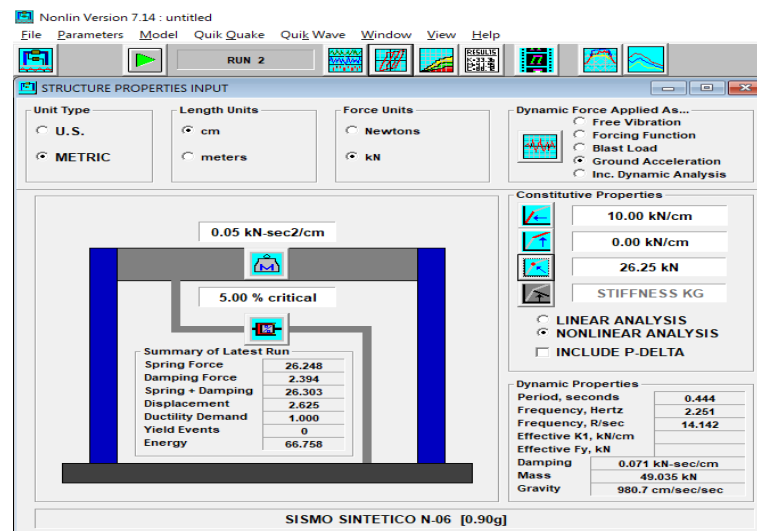 Nonlin Version 7.14 : untitled
File Parameters Model Quik Quake Quik Wave Window View Help
RUN 2
RESULTS
STRUCTURE PROPERTIES INPUT
Unit Type
U.S.
METRIC
Length Units
cm
meters
Force Units
Newtons
kN
Dynamic Force Applied As...
Free Vibration
Forcing Function
Blast Load
Ground Acceleration
Inc. Dynamic Analysis
0.05 kN-sec2/cm
M
5.00 % critical
Summary of Latest Run
Spring Force 26.248
Damping Force 2.394
Spring + Damping 26.303
Displacement 2.625
Ductility Demand 1.000
Yield Events 0
Energy 66.758
Constitutive Properties
10.00 kN/cm
0.00 kN/cm
26.25 kN
STIFFNESS KG
LINEAR ANALYSIS
NONLINEAR ANALYSIS
INCLUDE P-DELTA
Dynamic Properties
Period, seconds 0.444
Frequency, Hertz 2.251
Frequency, R/sec 14.142
Effective K1, kN/cm
Effective Fy, kN
Damping 0.071 kN-sec/cm
Mass 49.035 kN
Gravity 980.7 cm/sec/sec
SISMO SINTETICO N-06 [0.90g]